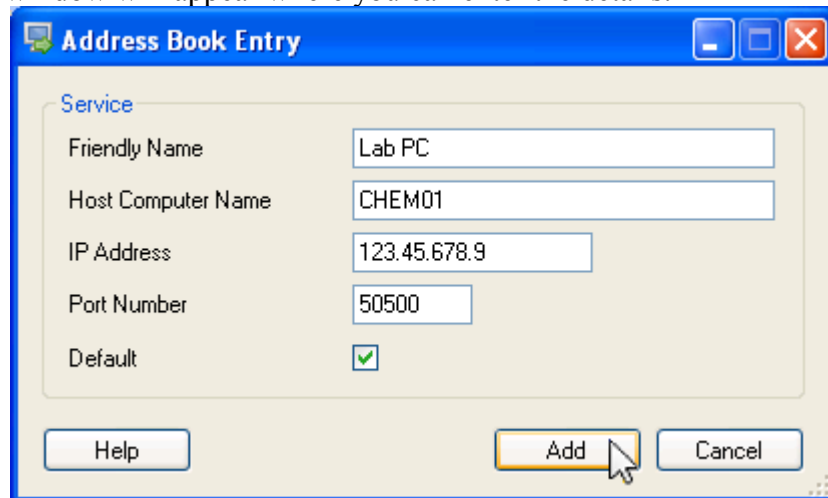 Address Book Entry
Service
Friendly Name Lab PC
Host Computer Name CHEM01
IP Address 123.45.678.9
Port Number 50500
Default
Help Add Cancel